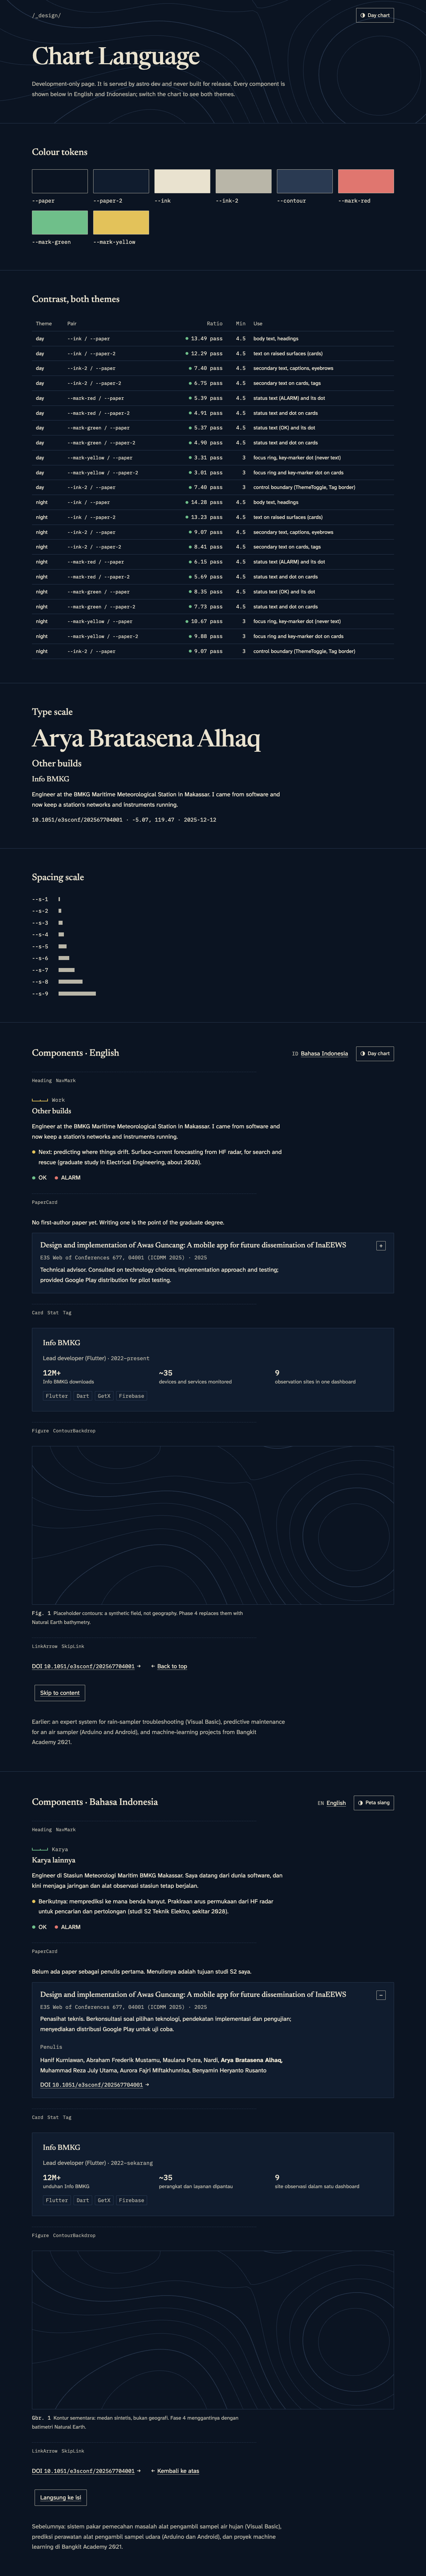 /_design/
Day chart
Chart Language
Development-only page. It is served by astro dev and never built for release. Every component is
shown below in English and Indonesian; switch the chart to see both themes.
Colour tokens
--paper --paper-2 --ink --ink-2 --contour --mark-red
--mark-green --mark-yellow
Contrast, both themes
Theme Pair Ratio Min Use
day --ink / --paper 13.49 pass 4.5 body text, headings
day --ink / --paper-2 12.29 pass 4.5 text on raised surfaces (cards)
day --ink-2 / --paper 7.40 pass 4.5 secondary text, captions, eyebrows
day --ink-2 / --paper-2 6.75 pass 4.5 secondary text on cards, tags
day --mark-red / --paper 5.39 pass 4.5 status text (ALARM) and its dot
day --mark-red / --paper-2 4.91 pass 4.5 status text and dot on cards
day --mark-green / --paper 5.37 pass 4.5 status text (OK) and its dot
day --mark-green / --paper-2 4.90 pass 4.5 status text and dot on cards
day --mark-yellow / --paper 3.31 pass 3 focus ring, key-marker dot (never text)
day --mark-yellow / --paper-2 3.01 pass 3 focus ring and key-marker dot on cards
day --ink-2 / --paper 7.40 pass 3 control boundary (ThemeToggle, Tag border)
night --ink / --paper 14.28 pass 4.5 body text, headings
night --ink / --paper-2 13.23 pass 4.5 text on raised surfaces (cards)
night --ink-2 / --paper 9.07 pass 4.5 secondary text, captions, eyebrows
night --ink-2 / --paper-2 8.41 pass 4.5 secondary text on cards, tags
night --mark-red / --paper 6.15 pass 4.5 status text (ALARM) and its dot
night --mark-red / --paper-2 5.69 pass 4.5 status text and dot on cards
night --mark-green / --paper 8.35 pass 4.5 status text (OK) and its dot
night --mark-green / --paper-2 7.73 pass 4.5 status text and dot on cards
night --mark-yellow / --paper 10.67 pass 3 focus ring, key-marker dot (never text)
night --mark-yellow / --paper-2 9.88 pass 3 focus ring and key-marker dot on cards
night --ink-2 / --paper 9.07 pass 3 control boundary (ThemeToggle, Tag border)
Type scale
Arya Bratasena Alhaq
Other builds
Info BMKG
Engineer at the BMKG Maritime Meteorological Station in Makassar. I came from software and
now keep a station's networks and instruments running.
10.1051/e3sconf/202567704001 · −5.07, 119.47 · 2025-12-12
Spacing scale
--s-1
--s-2
--s-3
--s-4
--s-5
--s-6
--s-7
--s-8
--s-9
Components · English
ID Bahasa Indonesia
Day chart
Heading NavMark
Work
Other builds
Engineer at the BMKG Maritime Meteorological Station in Makassar. I came from software and
now keep a station's networks and instruments running.
Next: predicting where things drift. Surface-current forecasting from HF radar, for search and
rescue (graduate study in Electrical Engineering, about 2028).
OK ALARM
PaperCard
No first-author paper yet. Writing one is the point of the graduate degree.
Design and implementation of Awas Guncang: A mobile app for future dissemination of InaEEWS
+
E3S Web of Conferences 677, 04001 (ICDMM 2025) · 2025
Technical advisor. Consulted on technology choices, implementation approach and testing;
provided Google Play distribution for pilot testing.
Card Stat Tag
Info BMKG
Lead developer (Flutter) · 2022–present
12M+ ~35 9
Info BMKG downloads devices and services monitored observation sites in one dashboard
Flutter Dart GetX Firebase
Figure ContourBackdrop
Fig. 1 Placeholder contours: a synthetic field, not geography. Phase 4 replaces them with
Natural Earth bathymetry.
LinkArrow SkipLink
DOI 10.1051/e3sconf/202567704001 → ← Back to top
Skip to content
Earlier: an expert system for rain-sampler troubleshooting (Visual Basic), predictive maintenance
for an air sampler (Arduino and Android), and machine-learning projects from Bangkit
Academy 2021.
Components · Bahasa Indonesia
EN English
Peta siang
Heading NavMark
Karya
Karya lainnya
Engineer di Stasiun Meteorologi Maritim BMKG Makassar. Saya datang dari dunia software, dan
kini menjaga jaringan dan alat observasi stasiun tetap berjalan.
Berikutnya: memprediksi ke mana benda hanyut. Prakiraan arus permukaan dari HF radar
untuk pencarian dan pertolongan (studi S2 Teknik Elektro, sekitar 2028).
OK ALARM
PaperCard
Belum ada paper sebagai penulis pertama. Menulisnya adalah tujuan studi S2 saya.
Design and implementation of Awas Guncang: A mobile app for future dissemination of InaEEWS
−
E3S Web of Conferences 677, 04001 (ICDMM 2025) · 2025
Penasihat teknis. Berkonsultasi soal pilihan teknologi, pendekatan implementasi dan pengujian;
menyediakan distribusi Google Play untuk uji coba.
Penulis
Hanif Kurniawan, Abraham Frederik Mustamu, Maulana Putra, Nardi, Arya Bratasena Alhaq,
Muhammad Reza July Utama, Aurora Fajri Miftakhunnisa, Benyamin Heryanto Rusanto
DOI 10.1051/e3sconf/202567704001 →
Card Stat Tag
Info BMKG
Lead developer (Flutter) · 2022–sekarang
12M+ ~35 9
unduhan Info BMKG perangkat dan layanan dipantau site observasi dalam satu dashboard
Flutter Dart GetX Firebase
Figure ContourBackdrop
Gbr. 1 Kontur sementara: medan sintetis, bukan geografi. Fase 4 menggantinya dengan
batimetri Natural Earth.
LinkArrow SkipLink
DOI 10.1051/e3sconf/202567704001 → ← Kembali ke atas
Langsung ke isi
Sebelumnya: sistem pakar pemecahan masalah alat pengambil sampel air hujan (Visual Basic),
prediksi perawatan alat pengambil sampel udara (Arduino dan Android), dan proyek machine
learning di Bangkit Academy 2021.